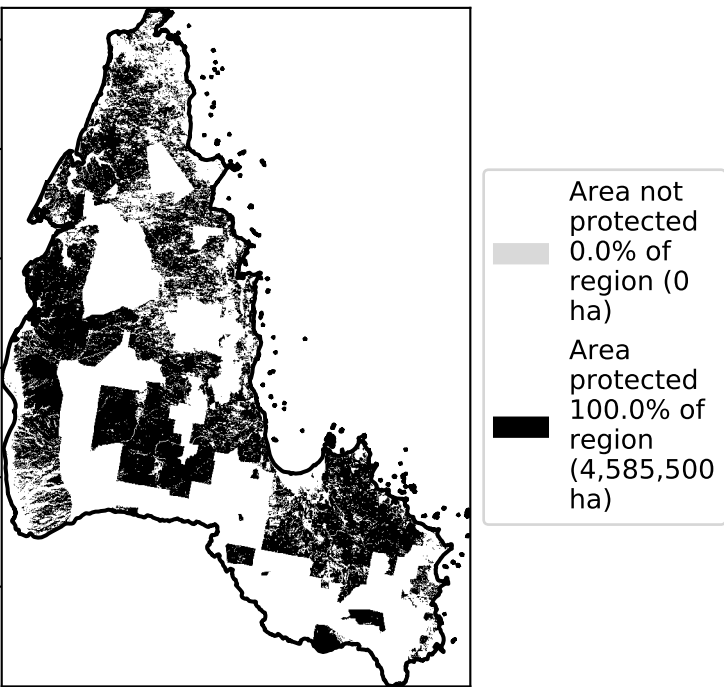 Area not
protected
0.0% of
region (0
ha)
Area
protected
100.0% of
region
(4,585,500
ha)